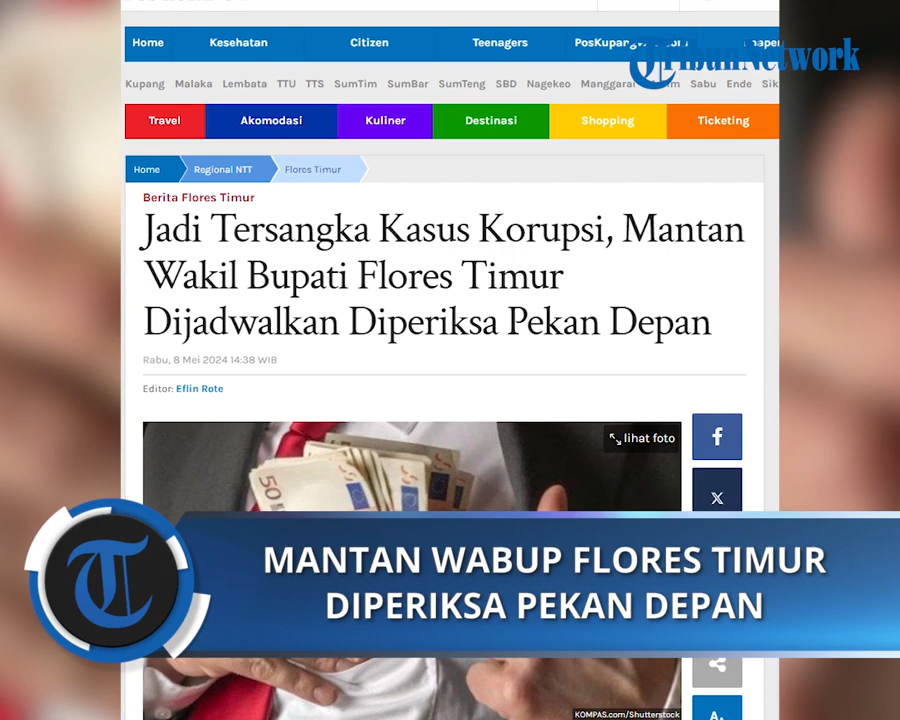 Home Kesehatan Citizen Teenagers
TribunNetwork
Kupang Malaka Lembata TTU TTS SumTim SumBar SumTeng SBD Nagekeo Manggarai Sabu Ende Sik
Travel Akomodasi Kuliner Destinasi Shopping Ticketing
Home Regional NTT Flores Timur
Berita Flores Timur
Jadi Tersangka Kasus Korupsi, Mantan
Wakil Bupati Flores Timur
Dijadwalkan Diperiksa Pekan Depan
Rabu, 8 Mei 2024 14:38 WIB
Editor: Eflin Rote
lihat foto
50
MANTAN WABUP FLORES TIMUR
DIPERIKSA PEKAN DEPAN
KOMPAS.com/Shutterstock